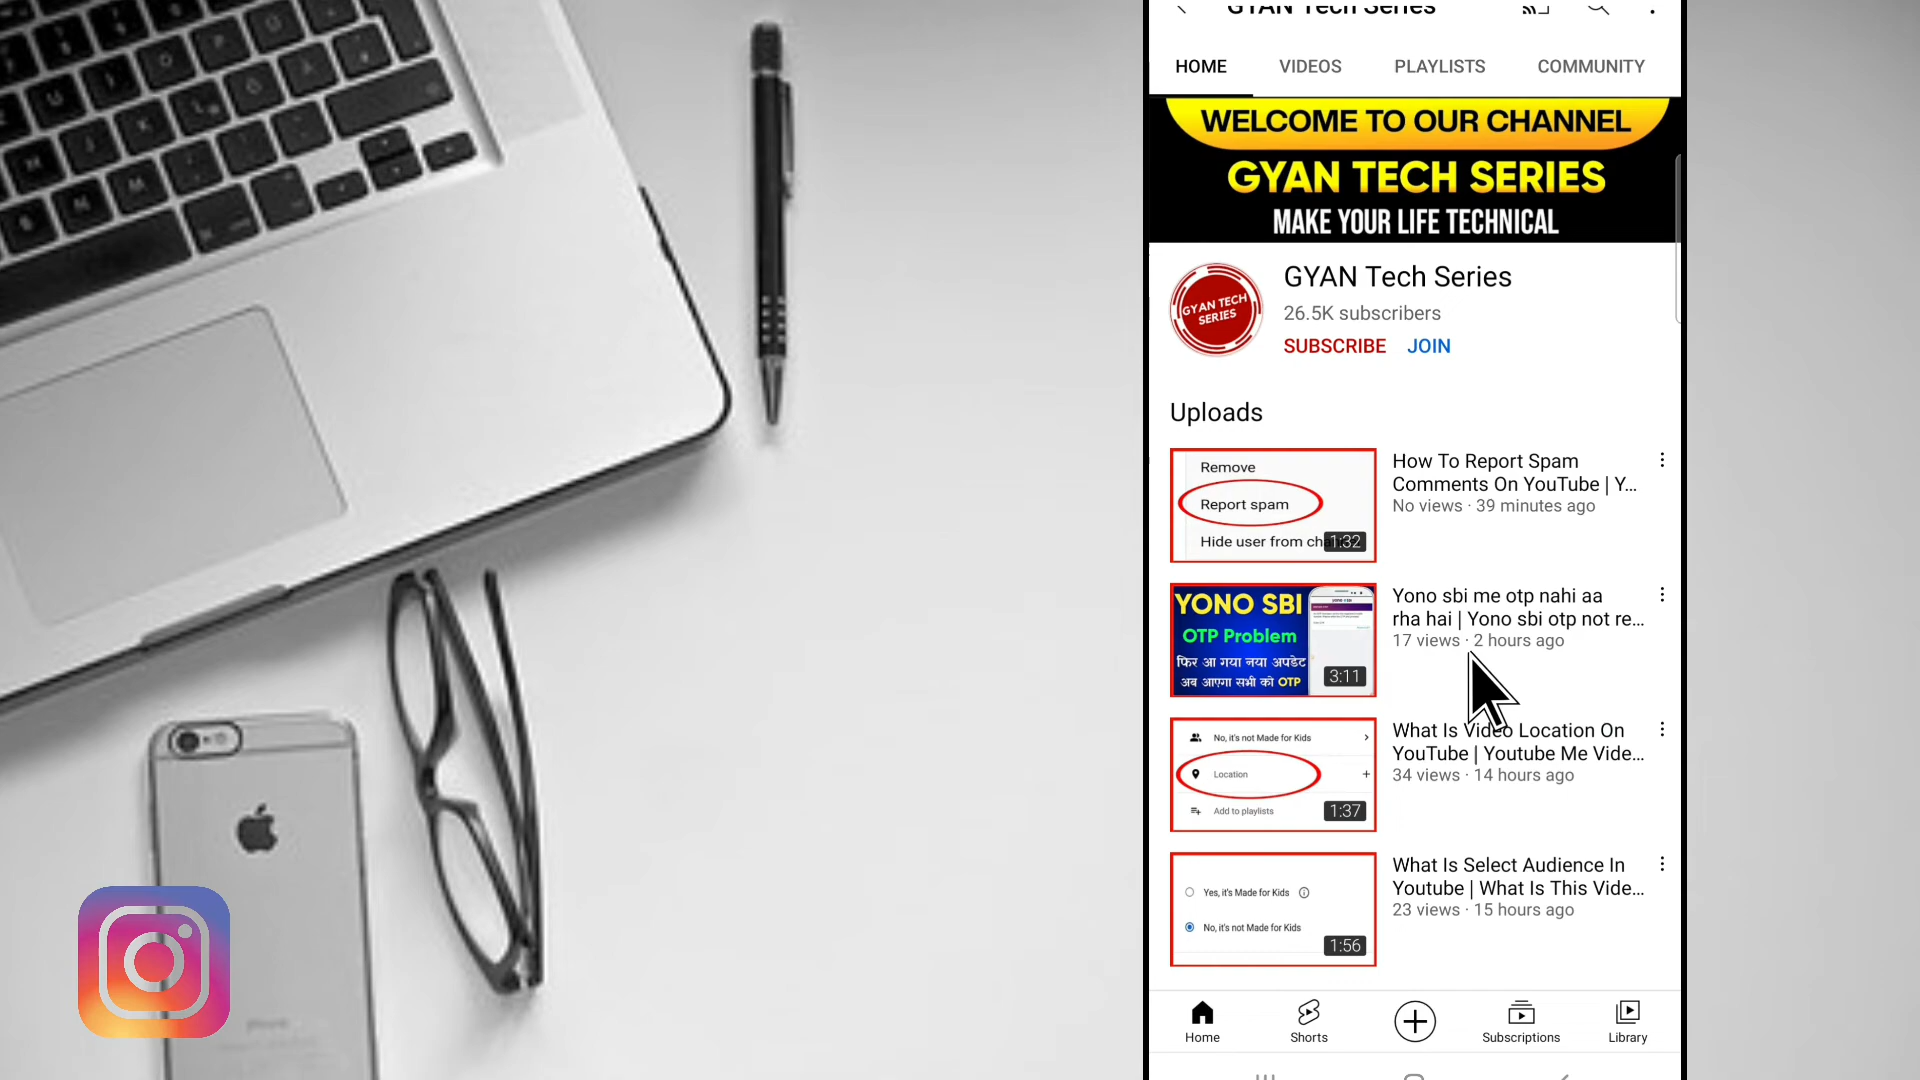 GYAN Tech Series
HOME
VIDEOS
PLAYLISTS
COMMUNITY
WELCOME TO OUR CHANNEL
GYAN TECH SERIES
MAKE YOUR LIFE TECHNICAL
GYAN TECH
SERIES
GYAN Tech Series
26.5K subscribers
SUBSCRIBE JOIN
Uploads
Remove
Report spam
Hide user from
1:32
How To Report Spam
Comments On YouTube | Y...
No views · 39 minutes ago
YONO SBI
OTP Problem
फिर आ गया नया अपडेट
अब आएगा सभी को OTP
3:11
Yono sbi me otp nahi aa
rha hai | Yono sbi otp not re...
17 views · 2 hours ago
No, it's not Made for Kids
Location
Add to playlists
1:37
What Is Video Location On
YouTube | Youtube Me Vide...
34 views · 14 hours ago
Yes, it's Made for Kids
No, it's not Made for Kids
1:56
What Is Select Audience In
Youtube | What Is This Vide...
23 views · 15 hours ago
Home
Shorts
Subscriptions
Library